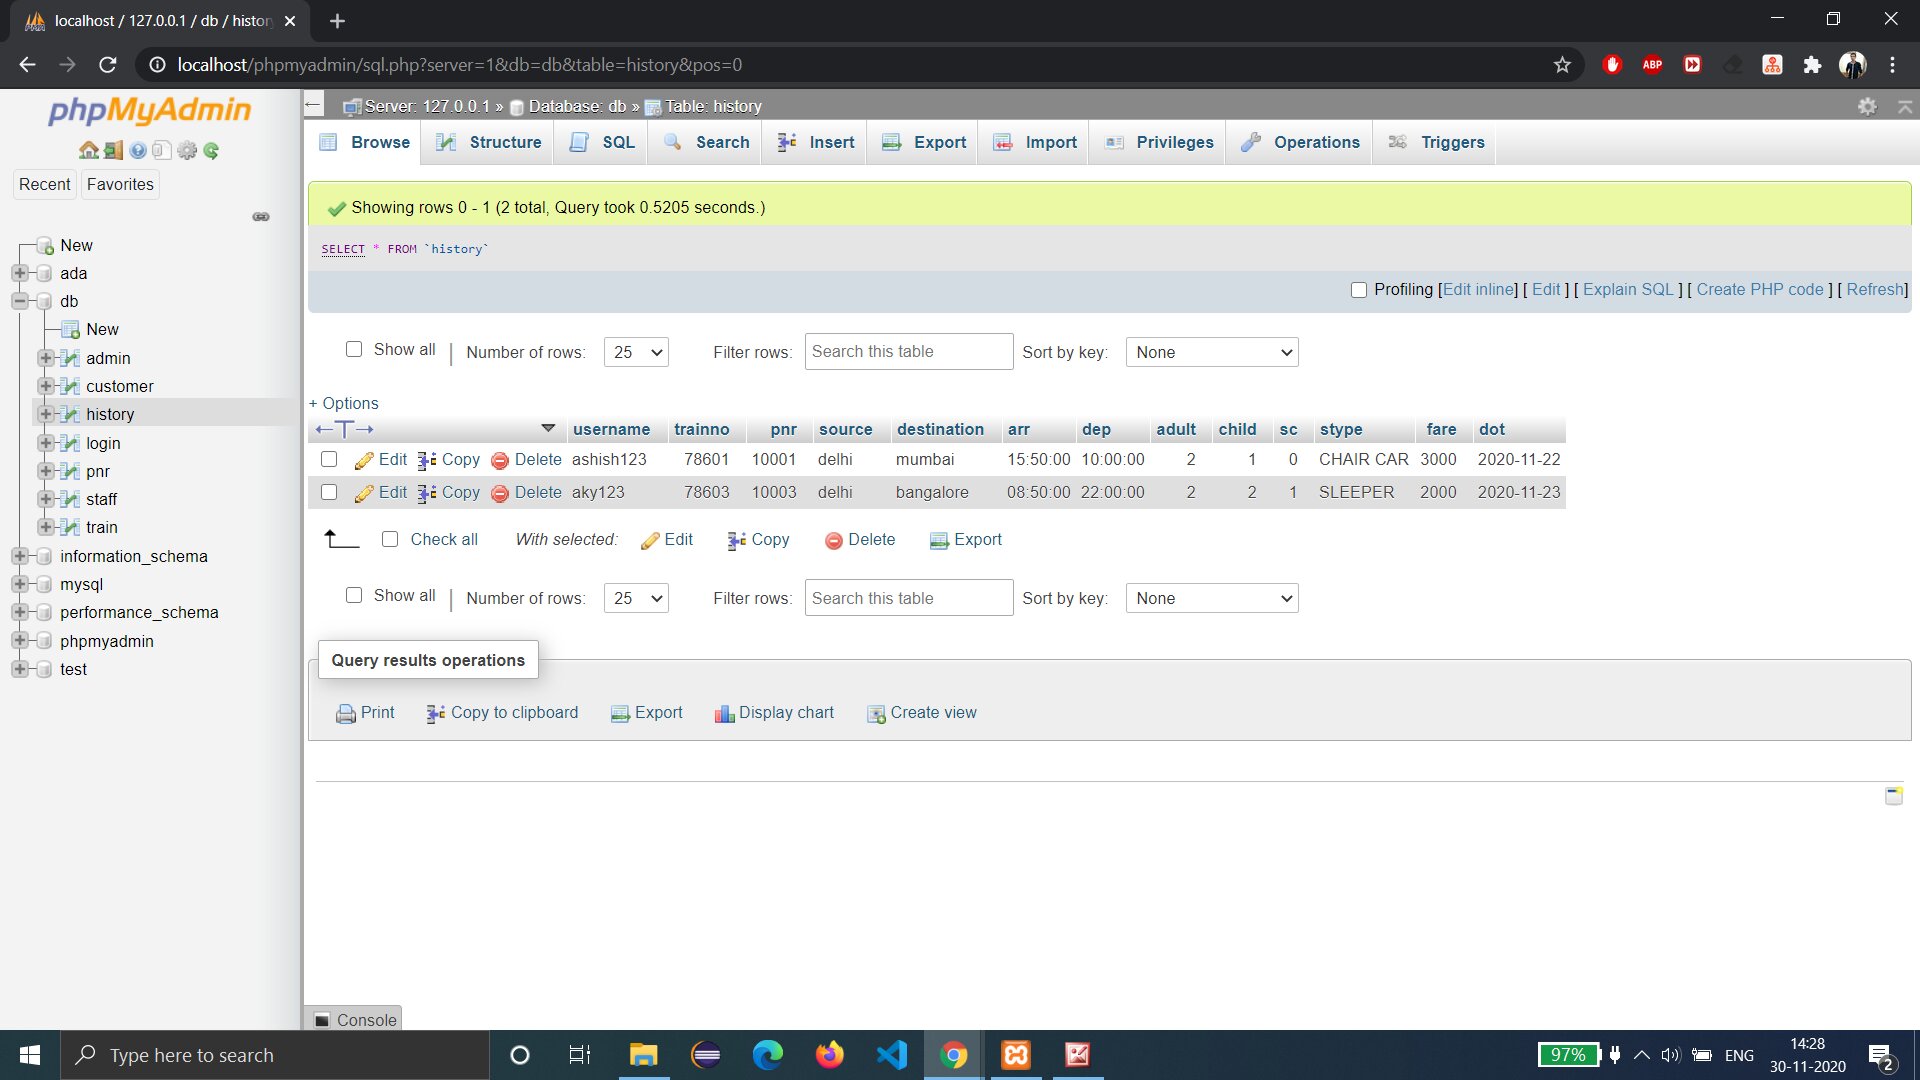 localhost / 127.0.0.1 / db / histor
localhost/phpmyadmin/sql.php?server=1&db=db&table=history&pos=0
ABP
phpMyAdmin
Recent Favorites
New
ada
db
New
admin
customer
history
login
pnr
staff
train
information_schema
mysql
performance_schema
phpmyadmin
test
Server: 127.0.0.1 » Database: db » Table: history
Browse Structure SQL Search Insert Export Import Privileges Operations Triggers
Showing rows 0 - 1 (2 total, Query took 0.5205 seconds.)
SELECT * FROM `history`
Profiling [Edit inline] [ Edit ] [ Explain SQL ] [ Create PHP code ] [ Refresh]
Show all | Number of rows: 25 Filter rows: Search this table Sort by key: None
+ Options
username trainno pnr source destination arr dep adult child sc stype fare dot
Edit Copy Delete ashish123 78601 10001 delhi mumbai 15:50:00 10:00:00 2 1 0 CHAIR CAR 3000 2020-11-22
Edit Copy Delete aky123 78603 10003 delhi bangalore 08:50:00 22:00:00 2 2 1 SLEEPER 2000 2020-11-23
Check all With selected: Edit Copy Delete Export
Show all | Number of rows: 25 Filter rows: Search this table Sort by key: None
Query results operations
Print Copy to clipboard Export Display chart Create view
Console
Type here to search
97% ENG
14:28
30-11-2020
2